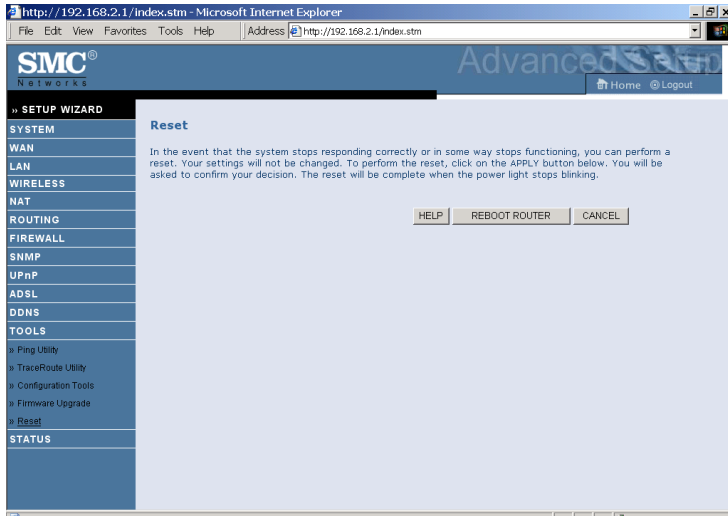 http://192.168.2.1/index.stm - Microsoft Internet Explorer
File Edit View Favorites Tools Help Address http://192.168.2.1/index.stm
SMC®
Networks
Advanced Setup
Home Logout
» SETUP WIZARD
SYSTEM
WAN
LAN
WIRELESS
NAT
ROUTING
FIREWALL
SNMP
UPnP
ADSL
DDNS
TOOLS
» Ping Utility
» TraceRoute Utility
» Configuration Tools
» Firmware Upgrade
» Reset
STATUS
Reset
In the event that the system stops responding correctly or in some way stops functioning, you can perform a
reset. Your settings will not be changed. To perform the reset, click on the APPLY button below. You will be
asked to confirm your decision. The reset will be complete when the power light stops blinking.
HELP REBOOT ROUTER CANCEL